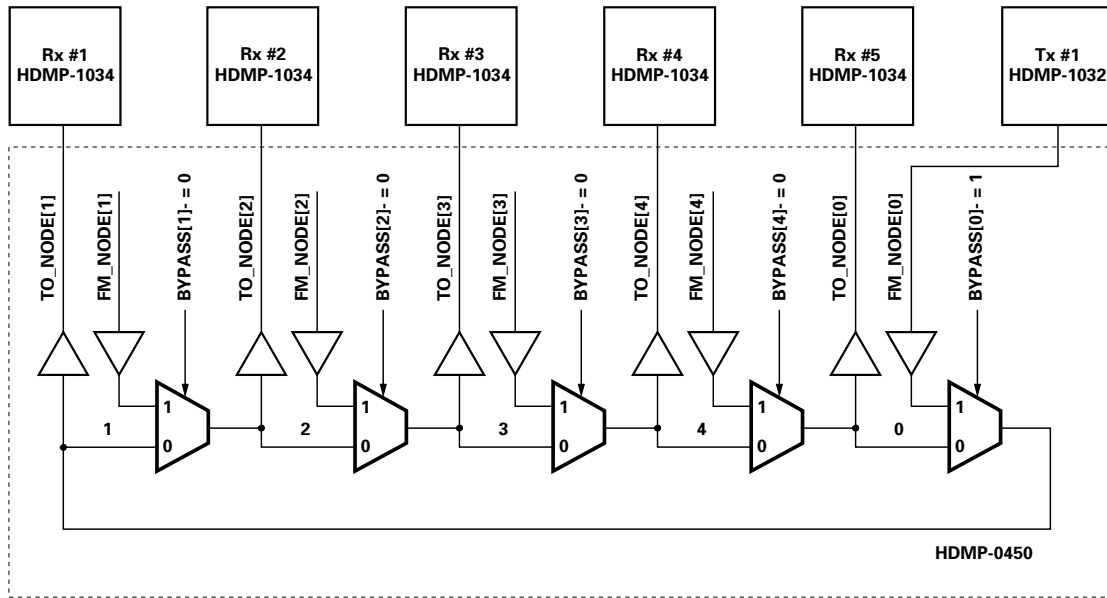 Rx #1
HDMP-1034
Rx #2
HDMP-1034
Rx #3
HDMP-1034
Rx #4
HDMP-1034
Rx #5
HDMP-1034
Tx #1
HDMP-1032
TO_NODE[1]
FM_NODE[1]
BYPASS[1]- = 0
TO_NODE[2]
FM_NODE[2]
BYPASS[2]- = 0
TO_NODE[3]
FM_NODE[3]
BYPASS[3]- = 0
TO_NODE[4]
FM_NODE[4]
BYPASS[4]- = 0
TO_NODE[0]
FM_NODE[0]
BYPASS[0]- = 1
1
1
0
2
1
0
3
1
0
4
1
0
0
1
0
HDMP-0450